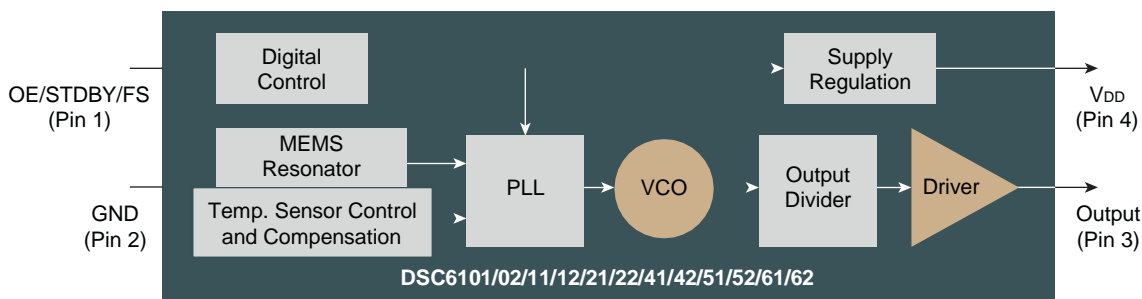 Digital
Control
Supply
Regulation
OE/STDBY/FS
(Pin 1)
VDD
(Pin 4)
MEMS
Resonator
PLL
VCO
Output
Divider
Driver
Temp. Sensor Control
and Compensation
GND
(Pin 2)
Output
(Pin 3)
DSC6101/02/11/12/21/22/41/42/51/52/61/62